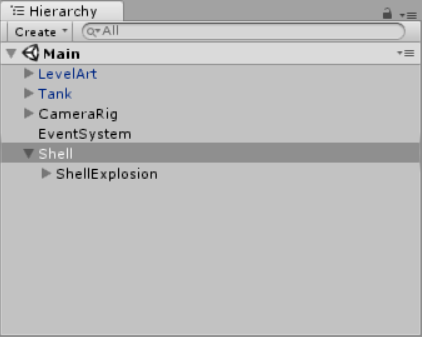 Hierarchy
Create All
Main
LevelArt
Tank
CameraRig
EventSystem
Shell
ShellExplosion